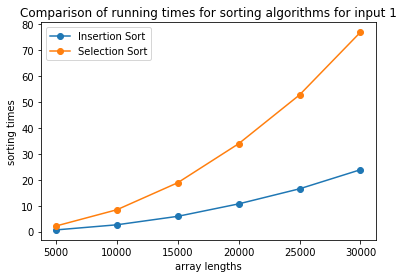 Comparison of running times for sorting algorithms for input 1
Insertion Sort
Selection Sort
80
70
60
50
40
30
20
10
0
sorting times
5000 10000 15000 20000 25000 30000
array lengths